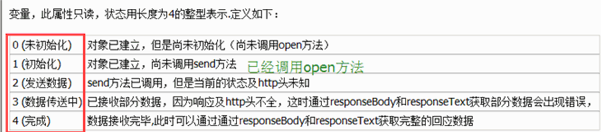 变量，此属性只读，状态用长度为4的整型表示.定义如下：
0 (未初始化) 对象已建立，但是尚未初始化（尚未调用open方法）
1 (初始化) 对象已建立，尚未调用send方法 已经调用open方法
2 (发送数据) send方法已调用，但是当前的状态及http头未知
3 (数据传送中) 已接收部分数据，因为响应及http头不全，这时通过responseBody和responseText获取部分数据会出现错误，
4 (完成) 数据接收完毕,此时可以通过通过responseBody和responseText获取完整的回应数据